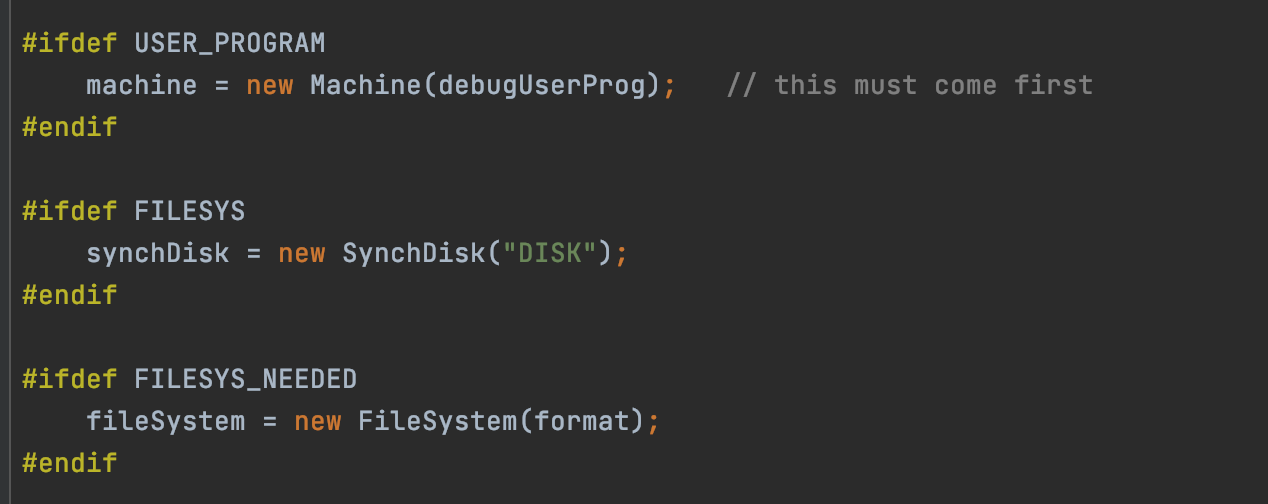 #ifdef USER_PROGRAM
    machine = new Machine(debugUserProg);   // this must come first
#endif

#ifdef FILESYS
    synchDisk = new SynchDisk("DISK");
#endif

#ifdef FILESYS_NEEDED
    fileSystem = new FileSystem(format);
#endif